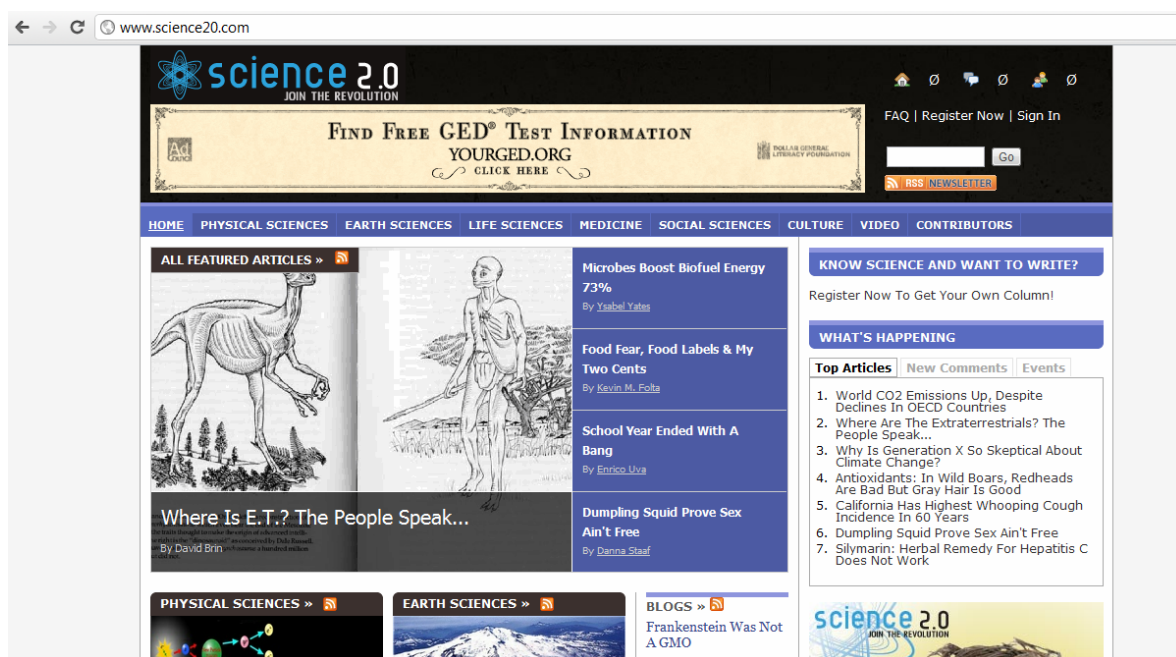 www.science20.com
science 2.0
JOIN THE REVOLUTION
FIND FREE GED® TEST INFORMATION
YOURGED.ORG
CLICK HERE
Ad
Council
DOLLAR GENERAL
LITERACY FOUNDATION
Ø Ø Ø
FAQ | Register Now | Sign In
Go
RSS NEWSLETTER
HOME PHYSICAL SCIENCES EARTH SCIENCES LIFE SCIENCES MEDICINE SOCIAL SCIENCES CULTURE VIDEO CONTRIBUTORS
ALL FEATURED ARTICLES »
Where Is E.T.? The People Speak...
By David Brin
Microbes Boost Biofuel Energy
73%
By Ysabel Yates
Food Fear, Food Labels & My
Two Cents
By Kevin M. Folta
School Year Ended With A
Bang
By Enrico Uva
Dumpling Squid Prove Sex
Ain't Free
By Danna Staaf
KNOW SCIENCE AND WANT TO WRITE?
Register Now To Get Your Own Column!
WHAT'S HAPPENING
Top Articles New Comments Events
1. World CO2 Emissions Up, Despite
Declines In OECD Countries
2. Where Are The Extraterrestrials? The
People Speak...
3. Why Is Generation X So Skeptical About
Climate Change?
4. Antioxidants: In Wild Boars, Redheads
Are Bad But Gray Hair Is Good
5. California Has Highest Whooping Cough
Incidence In 60 Years
6. Dumpling Squid Prove Sex Ain't Free
7. Silymarin: Herbal Remedy For Hepatitis C
Does Not Work
PHYSICAL SCIENCES »
EARTH SCIENCES »
BLOGS »
Frankenstein Was Not
A GMO
science 2.0
JOIN THE REVOLUTION